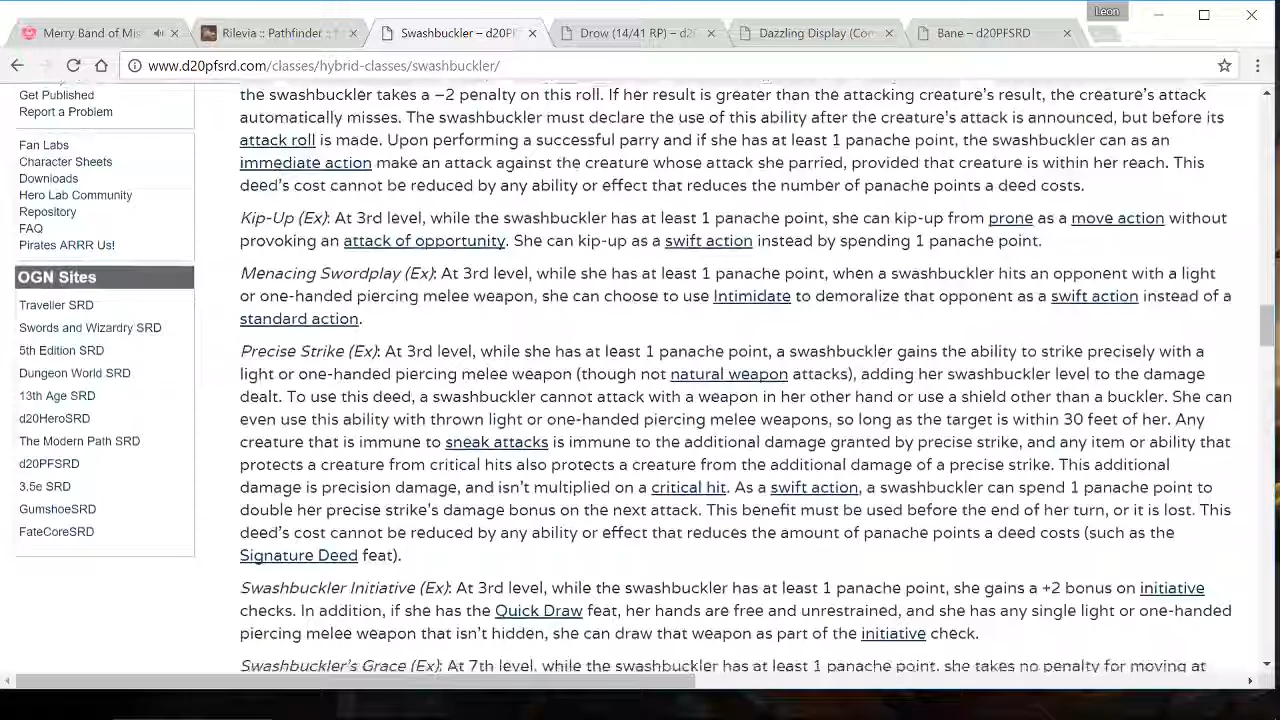 Leon
Merry Band of Mis
Rilevia :: Pathfinder ::
Swashbuckler – d20PF
Drow (14/41 RP) – d2
Dazzling Display (Com
Bane – d20PFSRD
www.d20pfsrd.com/classes/hybrid-classes/swashbuckler/
Get Published
Report a Problem
Fan Labs
Character Sheets
Downloads
Hero Lab Community
Repository
FAQ
Pirates ARRR Us!
OGN Sites
Traveller SRD
Swords and Wizardry SRD
5th Edition SRD
Dungeon World SRD
13th Age SRD
d20HeroSRD
The Modern Path SRD
d20PFSRD
3.5e SRD
GumshoeSRD
FateCoreSRD
the swashbuckler takes a –2 penalty on this roll. If her result is greater than the attacking creature's result, the creature's attack
automatically misses. The swashbuckler must declare the use of this ability after the creature's attack is announced, but before its
attack roll is made. Upon performing a successful parry and if she has at least 1 panache point, the swashbuckler can as an
immediate action make an attack against the creature whose attack she parried, provided that creature is within her reach. This
deed's cost cannot be reduced by any ability or effect that reduces the number of panache points a deed costs.
Kip-Up (Ex): At 3rd level, while the swashbuckler has at least 1 panache point, she can kip-up from prone as a move action without
provoking an attack of opportunity. She can kip-up as a swift action instead by spending 1 panache point.
Menacing Swordplay (Ex): At 3rd level, while she has at least 1 panache point, when a swashbuckler hits an opponent with a light
or one-handed piercing melee weapon, she can choose to use Intimidate to demoralize that opponent as a swift action instead of a
standard action.
Precise Strike (Ex): At 3rd level, while she has at least 1 panache point, a swashbuckler gains the ability to strike precisely with a
light or one-handed piercing melee weapon (though not natural weapon attacks), adding her swashbuckler level to the damage
dealt. To use this deed, a swashbuckler cannot attack with a weapon in her other hand or use a shield other than a buckler. She can
even use this ability with thrown light or one-handed piercing melee weapons, so long as the target is within 30 feet of her. Any
creature that is immune to sneak attacks is immune to the additional damage granted by precise strike, and any item or ability that
protects a creature from critical hits also protects a creature from the additional damage of a precise strike. This additional
damage is precision damage, and isn't multiplied on a critical hit. As a swift action, a swashbuckler can spend 1 panache point to
double her precise strike's damage bonus on the next attack. This benefit must be used before the end of her turn, or it is lost. This
deed's cost cannot be reduced by any ability or effect that reduces the amount of panache points a deed costs (such as the
Signature Deed feat).
Swashbuckler Initiative (Ex): At 3rd level, while the swashbuckler has at least 1 panache point, she gains a +2 bonus on initiative
checks. In addition, if she has the Quick Draw feat, her hands are free and unrestrained, and she has any single light or one-handed
piercing melee weapon that isn't hidden, she can draw that weapon as part of the initiative check.
Swashbuckler's Grace (Ex): At 7th level, while the swashbuckler has at least 1 panache point, she takes no penalty for moving at